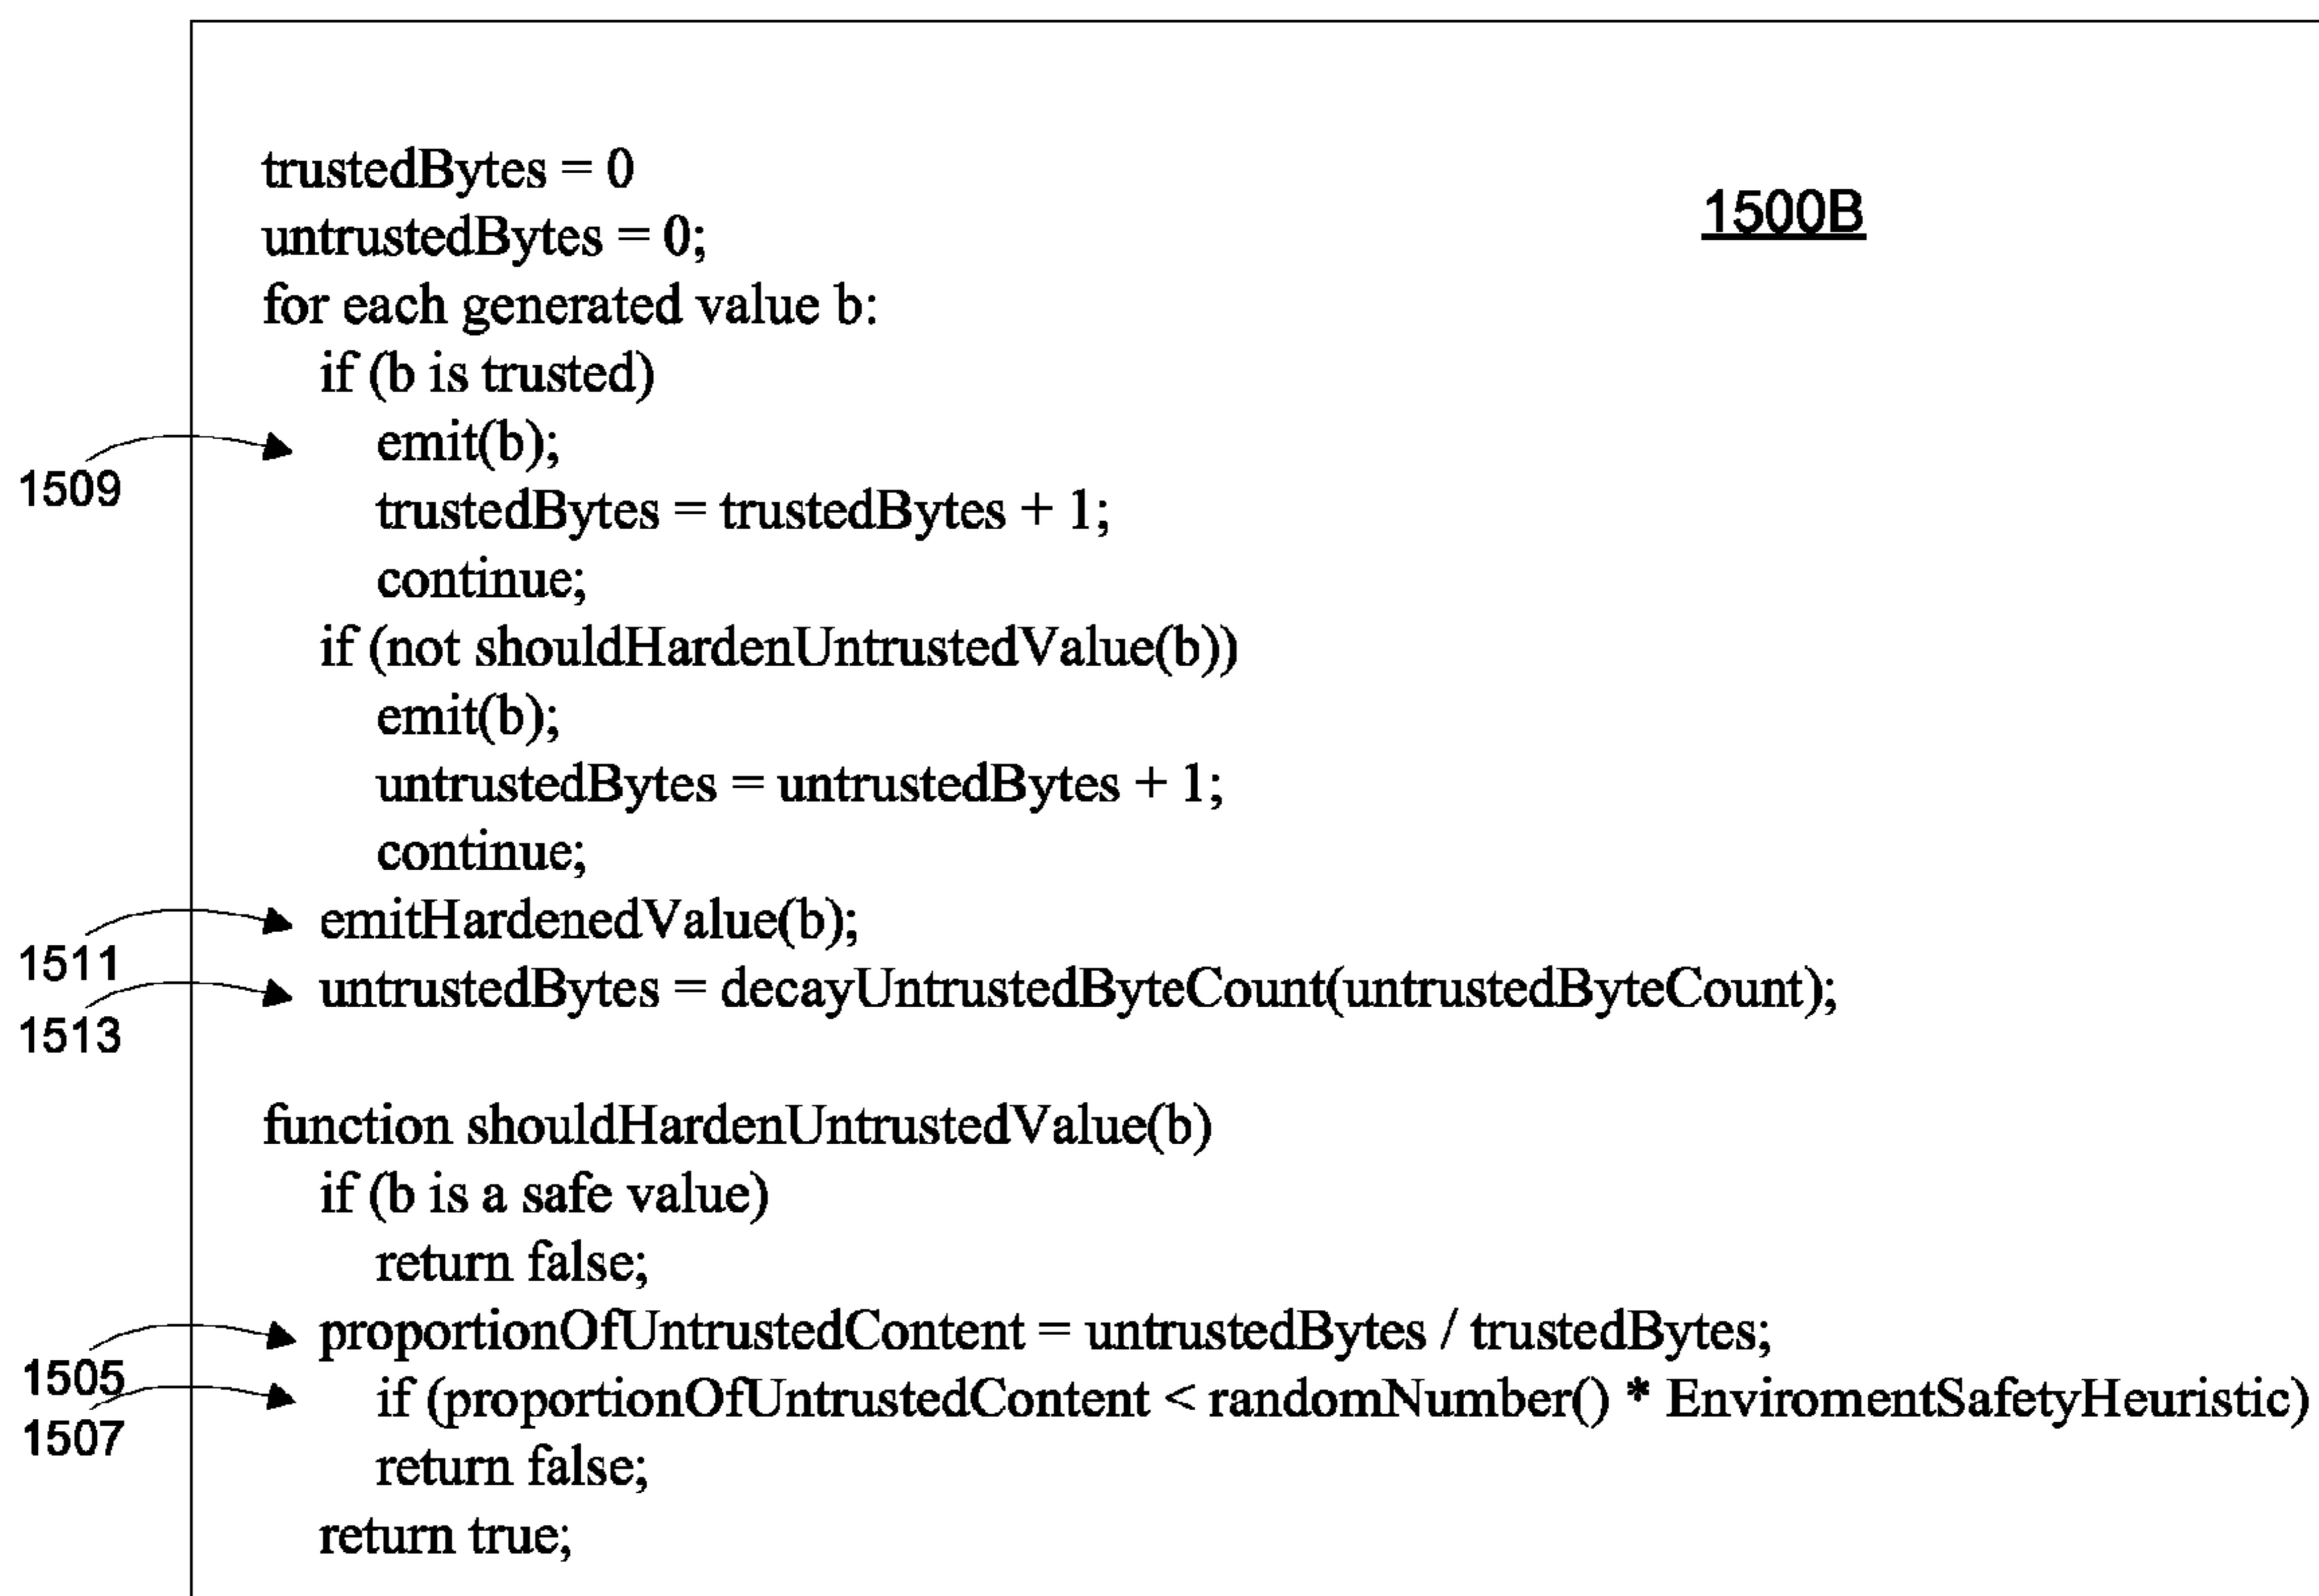 trustedBytes = 0
1500B
untrustedBytes = 0;
for each generated value b:
if (b is trusted)
emit(b);
1509
trustedBytes = trustedBytes + 1;
continue;
if (not shouldHardenUntrustedValue(b))
emit(b);
untrustedBytes = untrustedBytes + 1;
continue;
emitHardenedValue(b);
1511
untrustedBytes = decayUntrustedByteCount(untrustedByteCount);
1513
function shouldHardenUntrustedValue(b)
if (b is a safe value)
return false;
proportionOfUntrustedContent = untrustedBytes / trustedBytes;
1505
if (proportionOfUntrustedContent < randomNumber() * EnviromentSafetyHeuristic)
1507
return false;
return true;